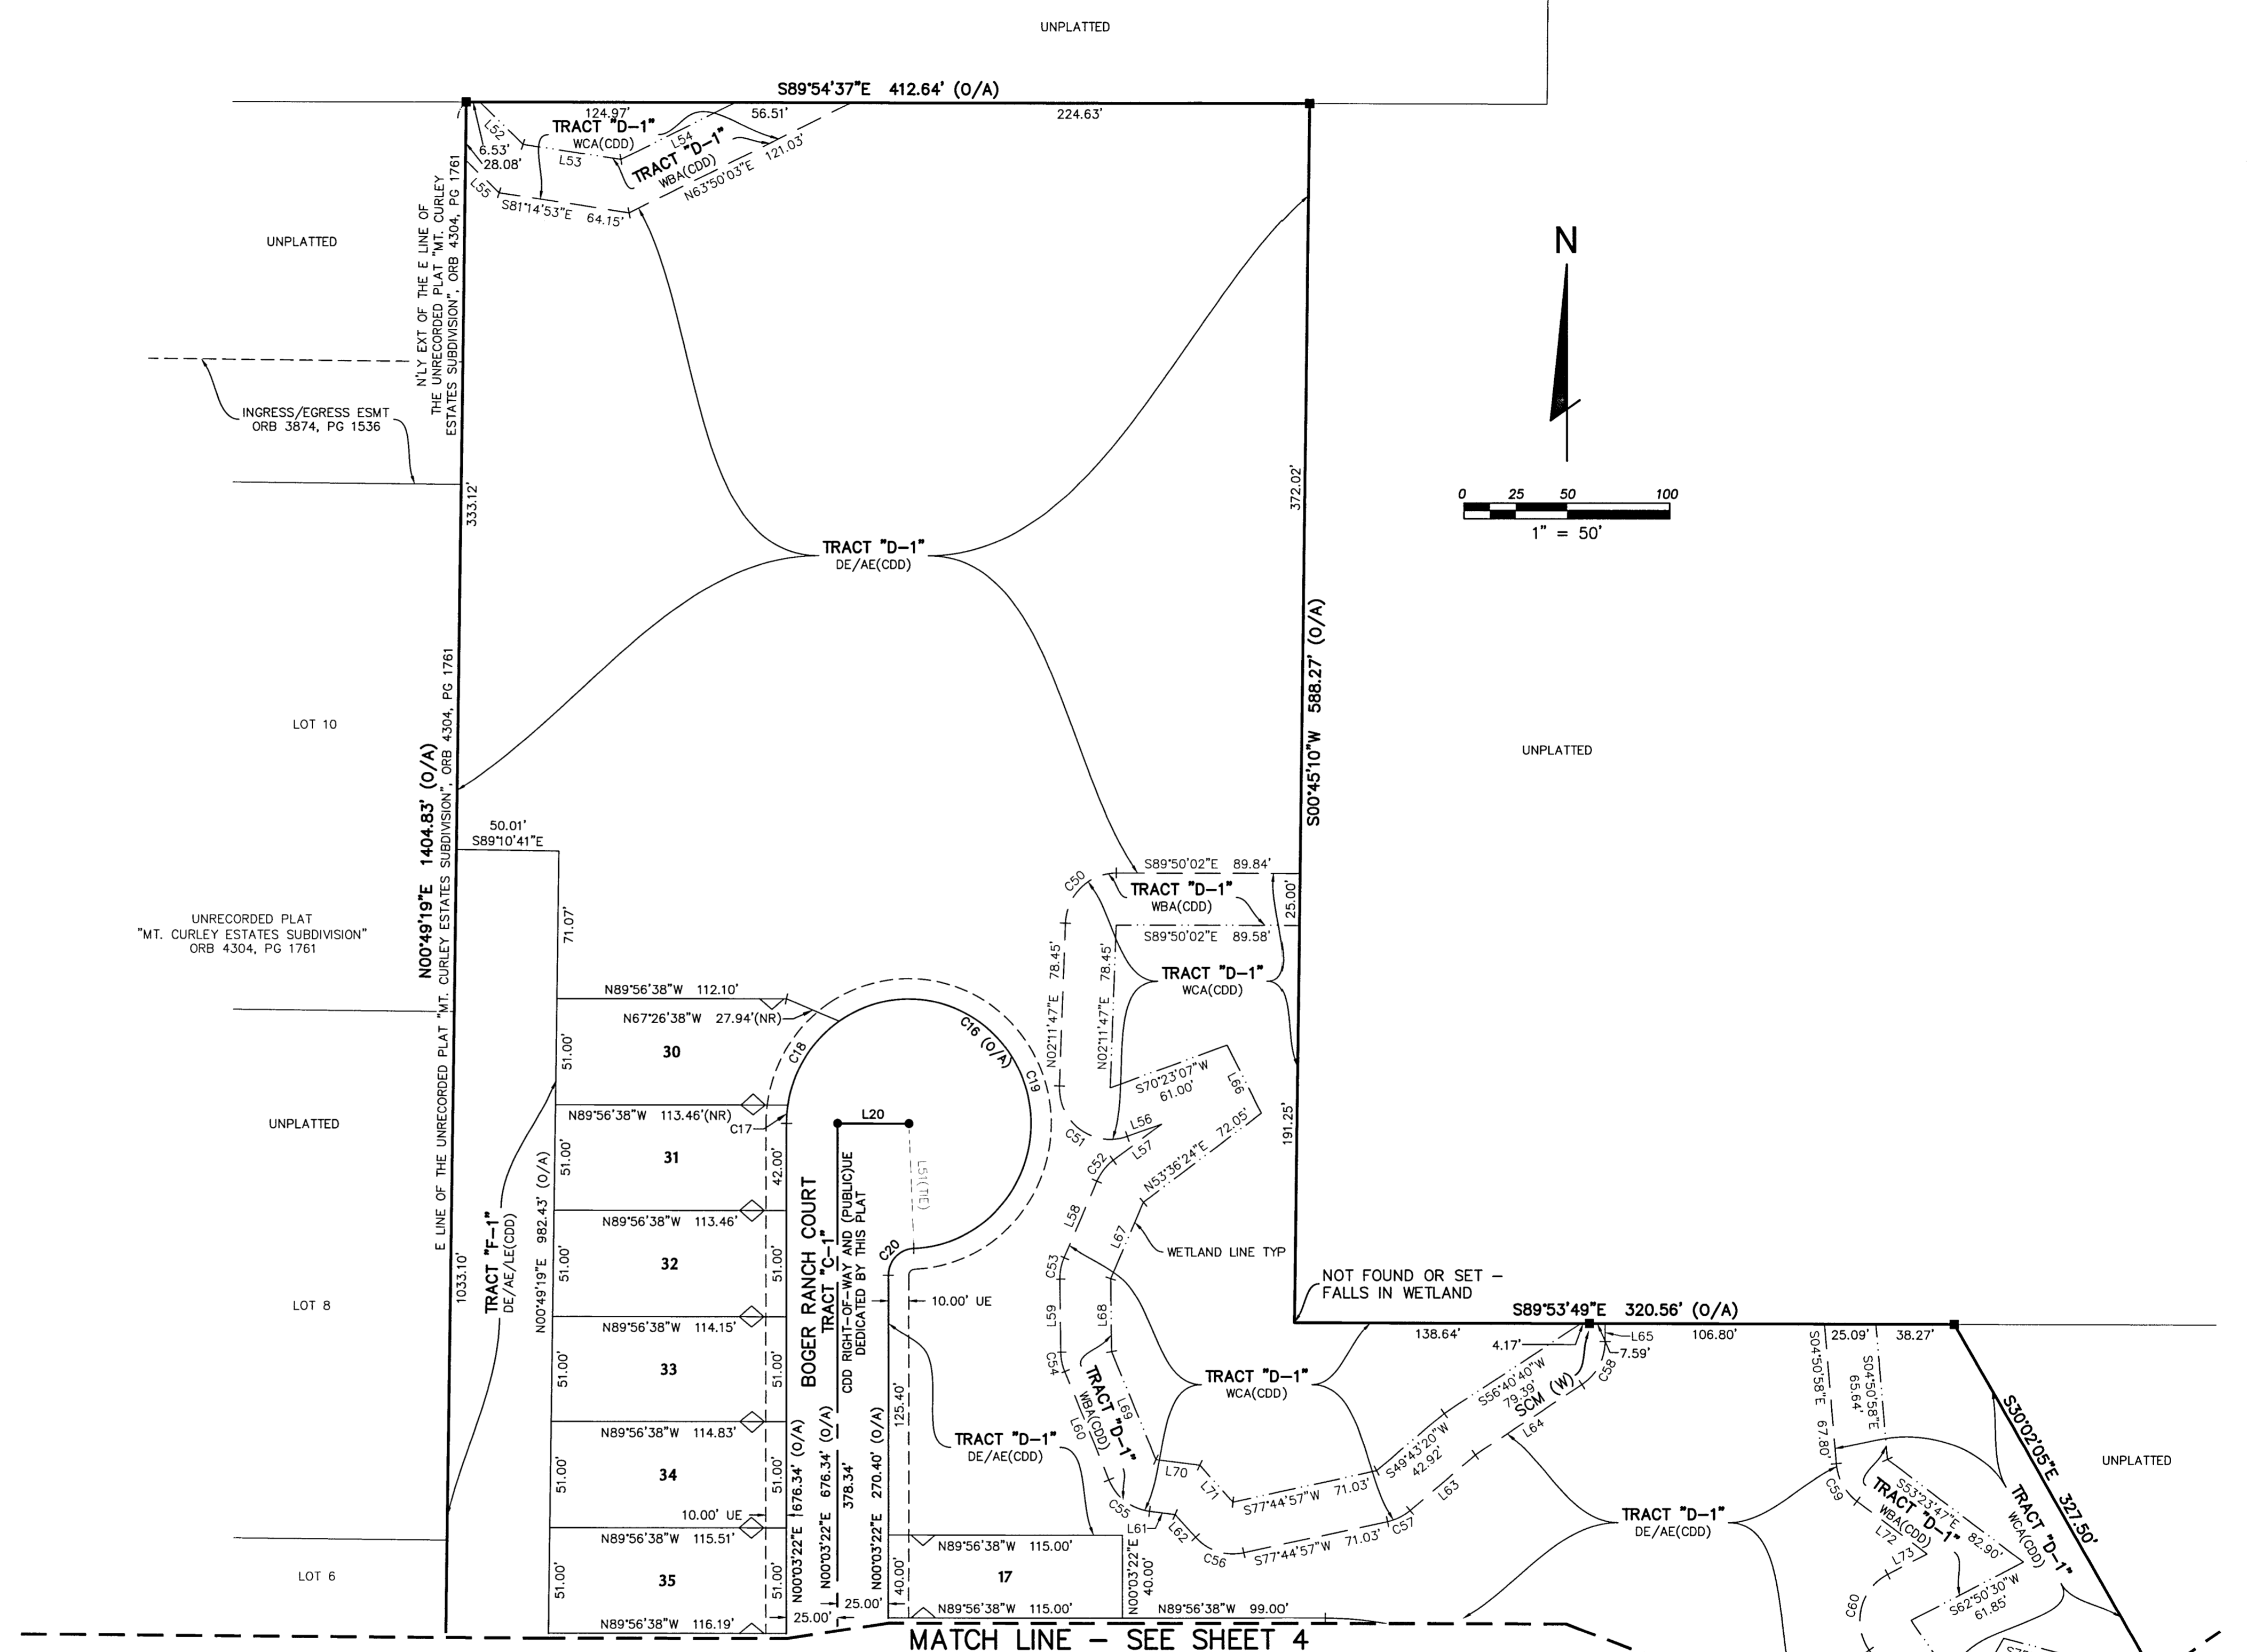 UNPLATTED
S89°54'37"E 412.64' (O/A)
124.97'
56.51'
224.63'
TRACT "D-1"
WCA(CDD)
L52
L53
L54
6.53'
28.08'
L55
TRACT "D-1"
WBA(CDD)
N63°50'03"E 121.03'
S81°14'53"E 64.15'
UNPLATTED
N'LY EXT OF THE E LINE OF
THE UNRECORDED PLAT "MT. CURLEY
ESTATES SUBDIVISION", ORB 4304, PG 1761
N
0 25 50 100
1" = 50'
INGRESS/EGRESS ESMT
ORB 3874, PG 1536
333.12'
372.02'
TRACT "D-1"
DE/AE(CDD)
S00°45'10"W 588.27' (O/A)
LOT 10
UNPLATTED
N00°49'19"E 1404.83' (O/A)
E LINE OF THE UNRECORDED PLAT "MT. CURLEY ESTATES SUBDIVISION", ORB 4304, PG 1761
50.01'
S89°10'41"E
71.07'
UNRECORDED PLAT
"MT. CURLEY ESTATES SUBDIVISION"
ORB 4304, PG 1761
S89°50'02"E 89.84'
C50
TRACT "D-1"
WBA(CDD)
25.00'
S89°50'02"E 89.58'
N02°11'47"E 78.45'
N02°11'47"E 78.45'
TRACT "D-1"
WCA(CDD)
N89°56'38"W 112.10'
N67°26'38"W 27.94'(NR)
51.00'
30
C18
C16 (O/A)
C19
S70°23'07"W
61.00'
L66
N89°56'38"W 113.46'(NR)
C17
L20
UNPLATTED
C51
L56
L57
72.05'
N53°36'24"E
191.25'
51.00'
31
42.00'
C52
L51(TIE)
N89°56'38"W 113.46'
L58
L67
WETLAND LINE TYP
TRACT "F-1"
DE/AE/LE(CDD)
N00°49'19"E 982.43' (O/A)
1033.10'
51.00'
32
51.00'
BOGER RANCH COURT
TRACT "C-1"
CDD RIGHT-OF-WAY AND (PUBLIC)UE
DEDICATED BY THIS PLAT
C20
C53
10.00' UE
NOT FOUND OR SET -
FALLS IN WETLAND
LOT 8
S89°53'49"E 320.56' (O/A)
138.64'
4.17'
L65
7.59'
106.80'
25.09'
38.27'
N89°56'38"W 114.15'
L59
L68
C54
51.00'
33
51.00'
TRACT "D-1"
WBA(CDD)
L60
L69
TRACT "D-1"
WCA(CDD)
S56°40'40"W
79.39'
SCM (W)
C58
S04°50'58"E 67.80'
S04°50'58"E
65.64'
S30°02'05"E 327.50'
N89°56'38"W 114.83'
125.40'
TRACT "D-1"
DE/AE(CDD)
L64
S49°43'20"W
42.92'
L63
UNPLATTED
51.00'
34
51.00'
N00°03'22"E 676.34' (O/A)
N00°03'22"E 676.34' (O/A)
378.34'
N00°03'22"E 270.40' (O/A)
L70
L71
S77°44'57"W 71.03'
C55
L61
L62
C56
S77°44'57"W 71.03'
C57
TRACT "D-1"
DE/AE(CDD)
C59
S53°23'47"E 82.90'
TRACT "D-1"
WBA(CDD)
L72
L73
TRACT "D-1"
WCA(CDD)
10.00' UE
N89°56'38"W 115.51'
N89°56'38"W 115.00'
51.00'
35
51.00'
40.00'
17
N00°03'22"E
40.00'
LOT 6
25.00'
25.00'
N89°56'38"W 116.19'
N89°56'38"W 115.00'
N89°56'38"W 99.00'
C60
S62°50'30"W
61.85'
MATCH LINE - SEE SHEET 4